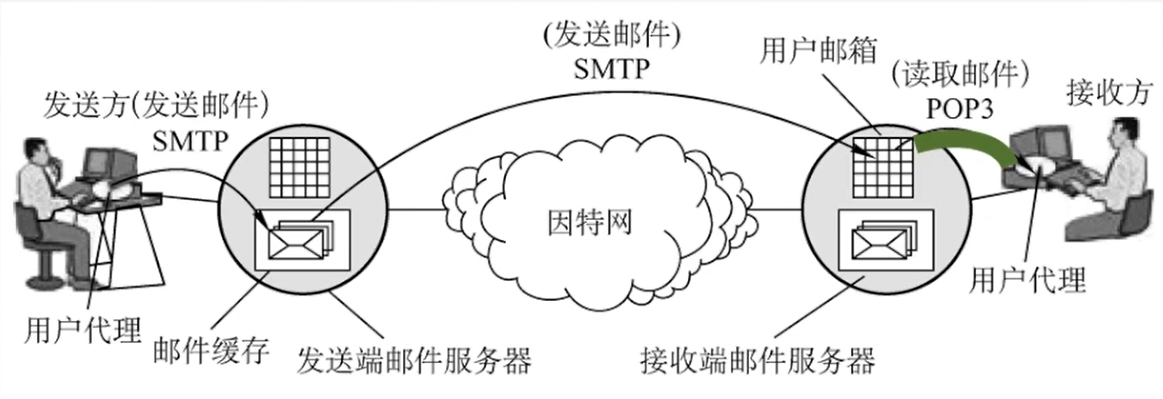 (发送邮件)
SMTP
用户邮箱
(读取邮件)
POP3
接收方
发送方(发送邮件)
SMTP
因特网
用户代理
用户代理
邮件缓存
发送端邮件服务器
接收端邮件服务器